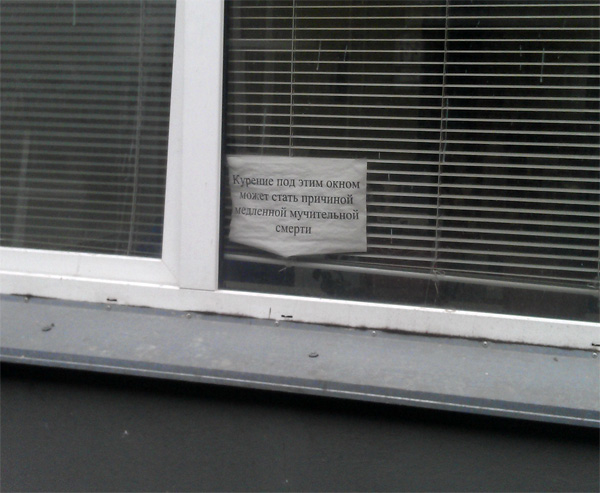 Курение под этим окном
может стать причиной
медленной мучительной
смерти